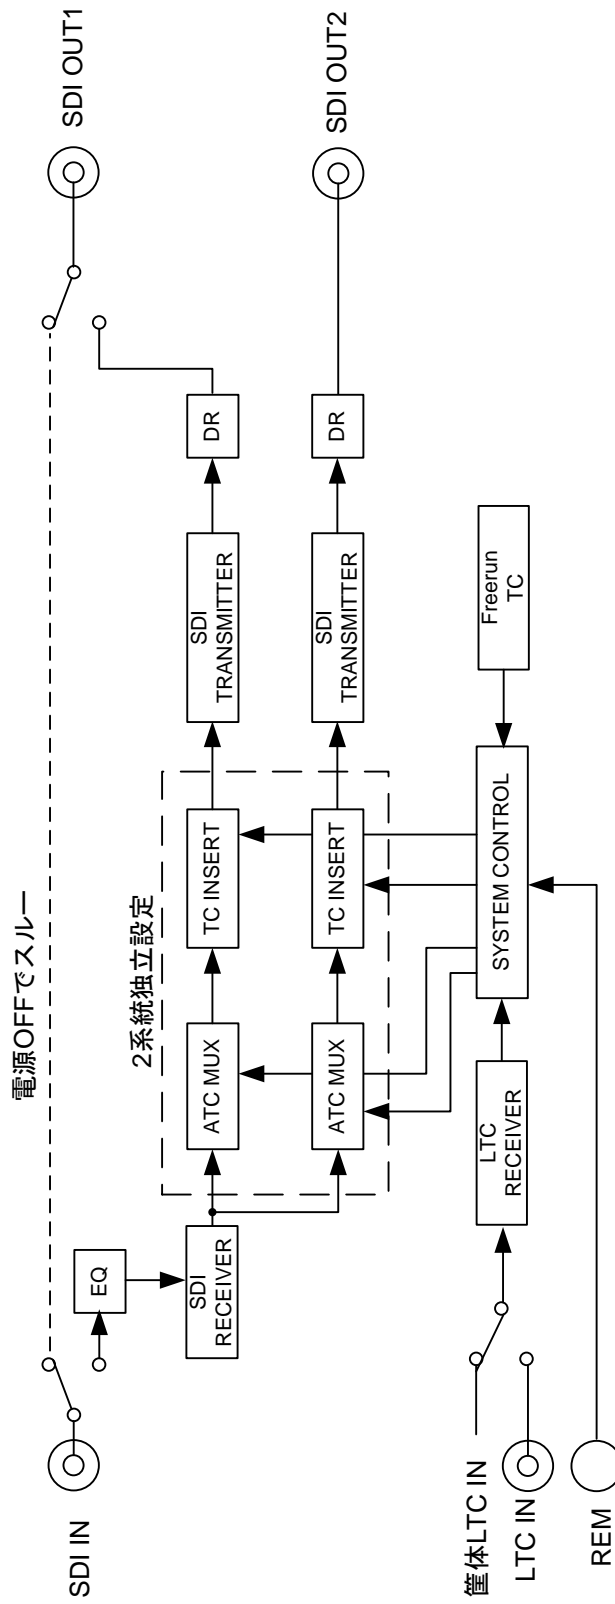 電源OFFでスルー
SDI IN
EQ
SDI
RECEIVER
2系統独立設定
ATC MUX
TC INSERT
SDI
TRANSMITTER
DR
SDI OUT1
ATC MUX
TC INSERT
SDI
TRANSMITTER
DR
SDI OUT2
筐体LTC IN
LTC IN
REM
LTC
RECEIVER
SYSTEM CONTROL
Freerun
TC